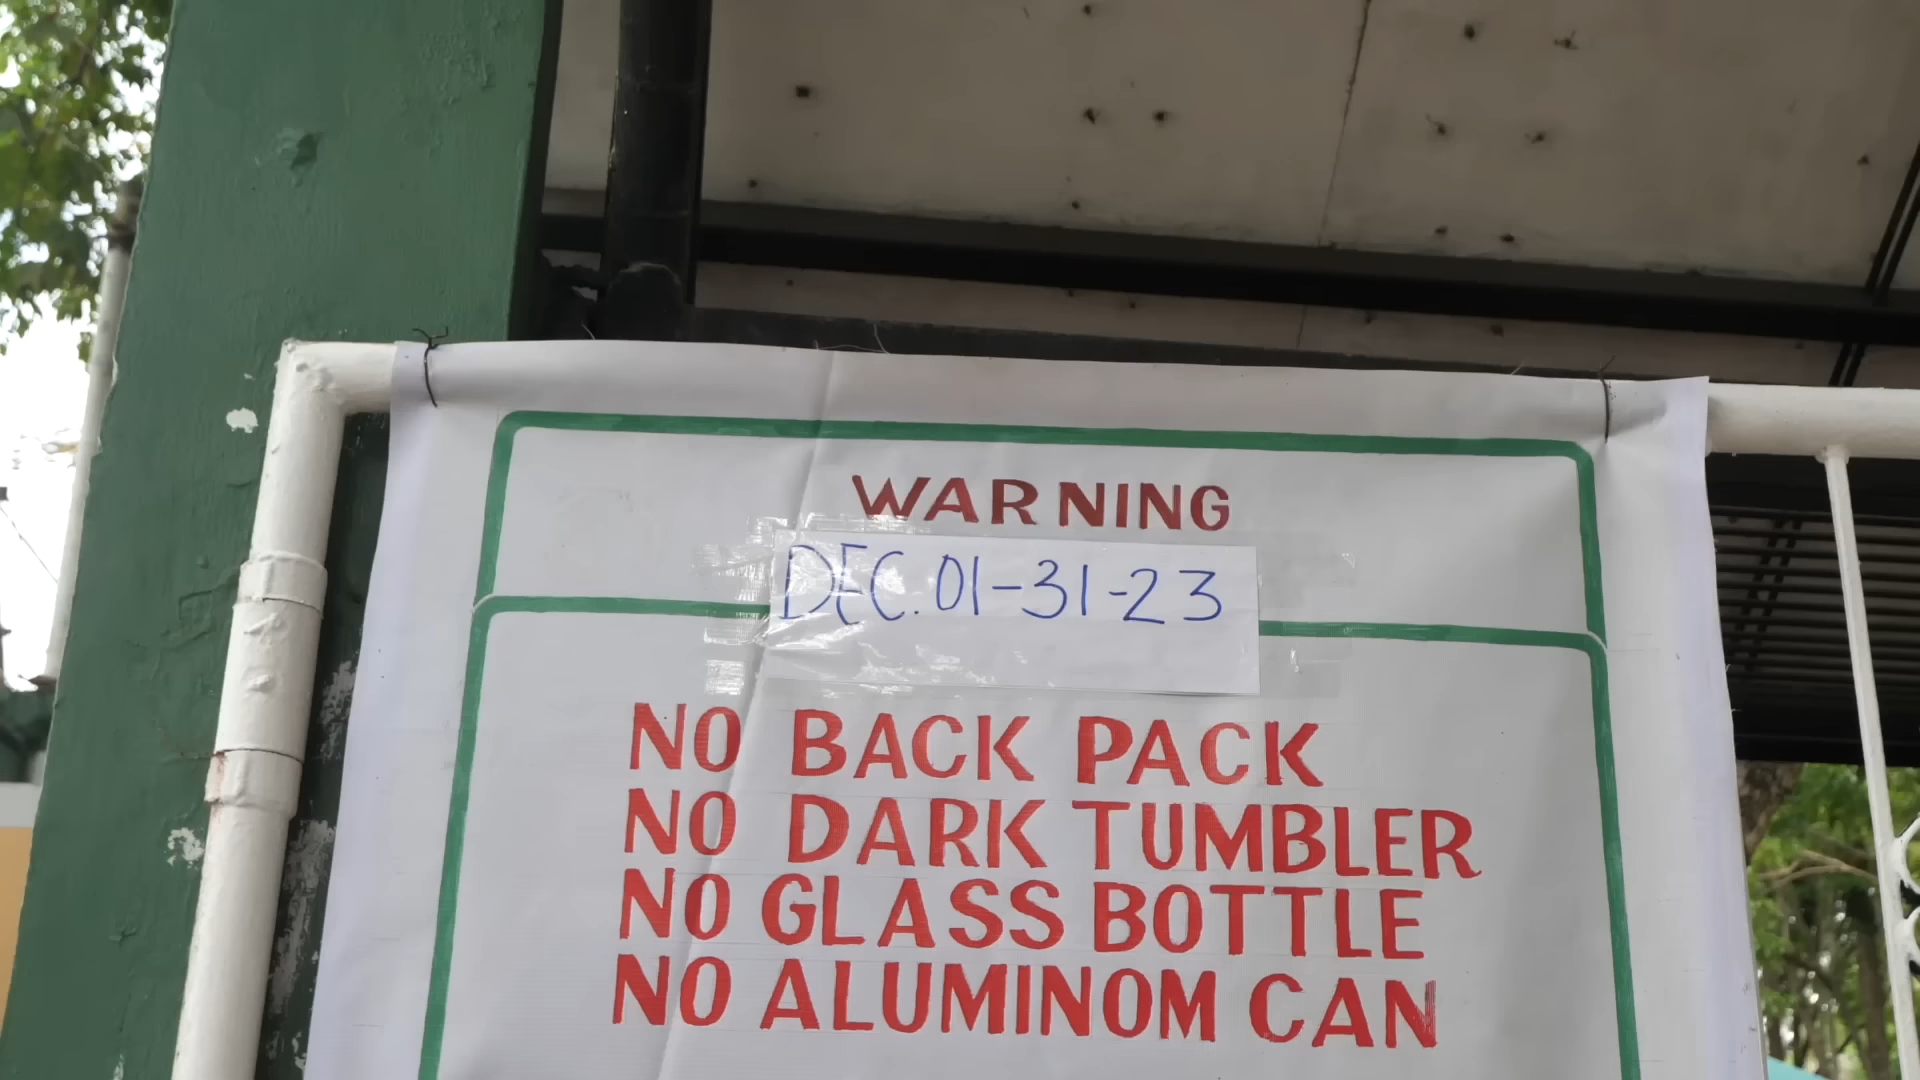 WARNING
DEC. 01-31-23
NO BACK PACK
NO DARK TUMBLER
NO GLASS BOTTLE
NO ALUMINOM CAN